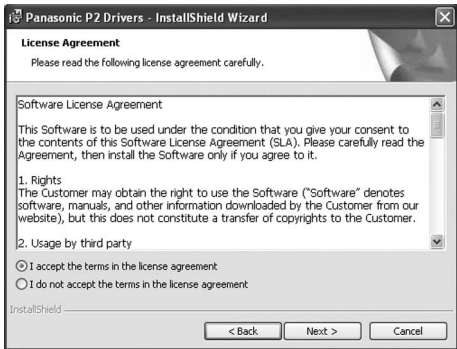 Panasonic P2 Drivers - InstallShield Wizard
License Agreement
Please read the following license agreement carefully.
Software License Agreement
This Software is to be used under the condition that you give your consent to
the contents of this Software License Agreement (SLA). Please carefully read the
Agreement, then install the Software only if you agree to it.
1. Rights
The Customer may obtain the right to use the Software ("Software" denotes
software, manuals, and other information downloaded by the Customer from our
website), but this does not constitute a transfer of copyrights to the Customer.
2. Usage by third party
I accept the terms in the license agreement
I do not accept the terms in the license agreement
InstallShield
< Back Next > Cancel